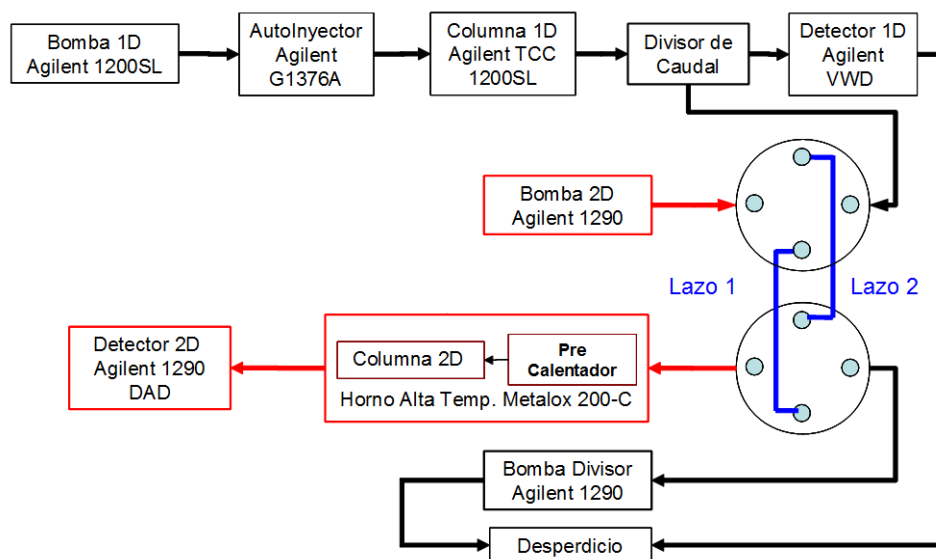 Bomba 1D
Agilent 1200SL
AutoInyector
Agilent
G1376A
Columna 1D
Agilent TCC
1200SL
Divisor de
Caudal
Detector 1D
Agilent
VWD
Bomba 2D
Agilent 1290
Lazo 1
Lazo 2
Detector 2D
Agilent 1290
DAD
Columna 2D
Pre
Calentador
Horno Alta Temp. Metalox 200-C
Bomba Divisor
Agilent 1290
Desperdicio